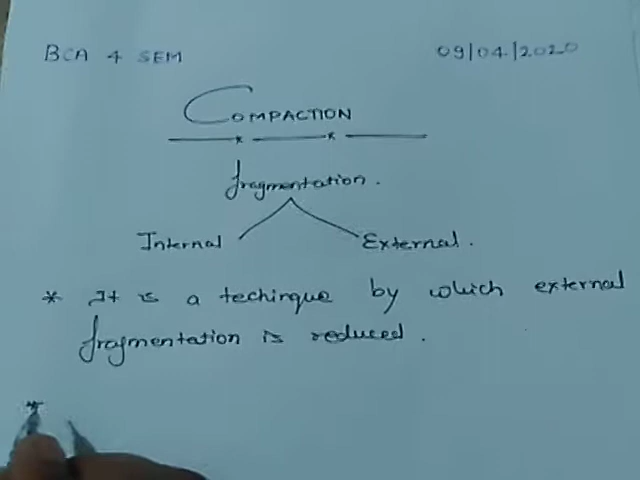 BCA 4 SEM 09/04/2020
COMPACTION
fragmentation.
Internal External.
* It is a techinque by which external
fragmentation is reduced.
*